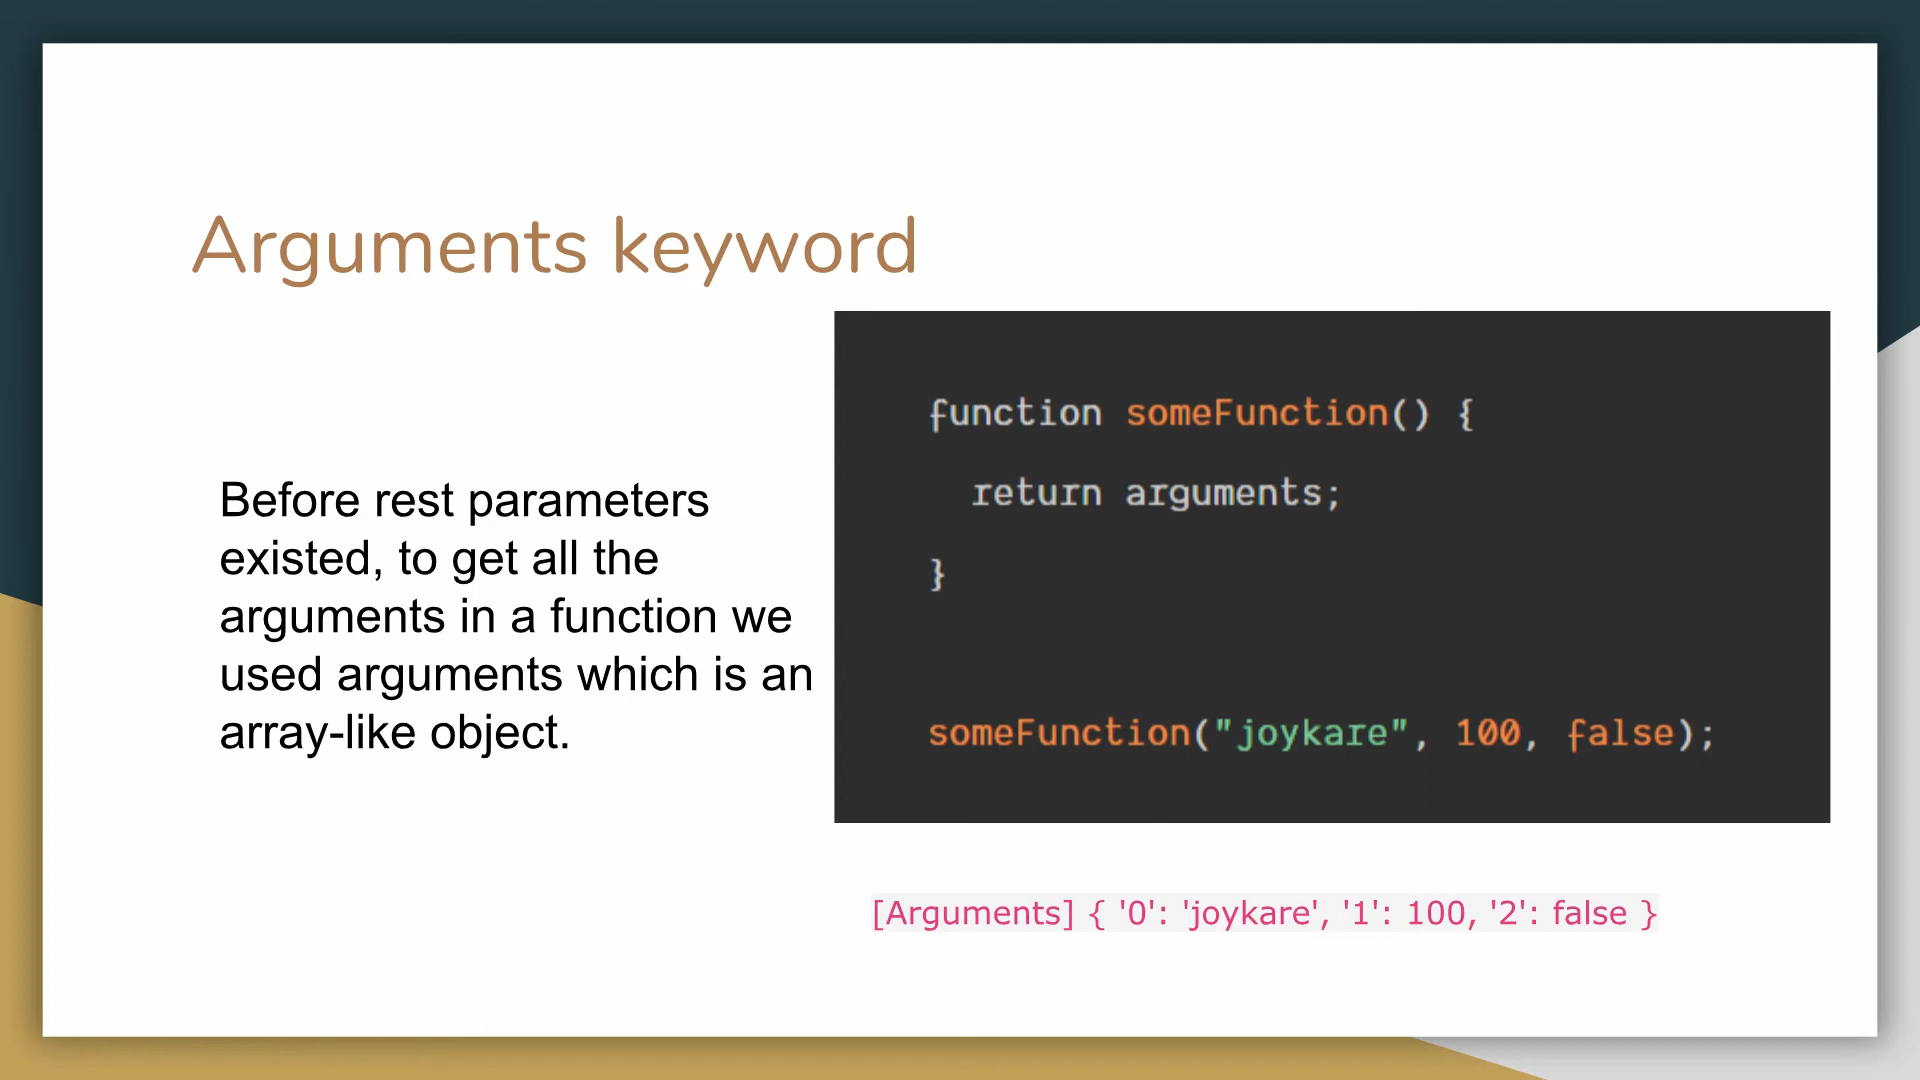 Arguments keyword
Before rest parameters
existed, to get all the
arguments in a function we
used arguments which is an
array-like object.
function someFunction() {
  return arguments;
}
someFunction("joykare", 100, false);
[Arguments] { '0': 'joykare', '1': 100, '2': false }